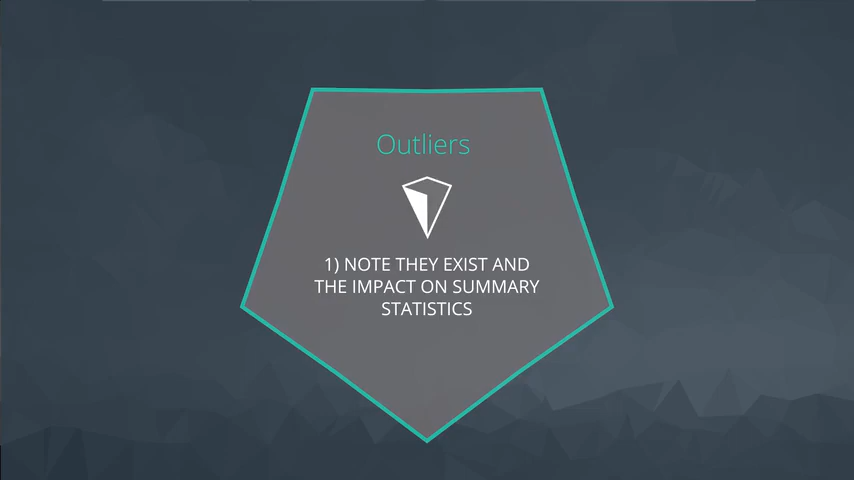 Outliers
1) NOTE THEY EXIST AND
THE IMPACT ON SUMMARY
STATISTICS